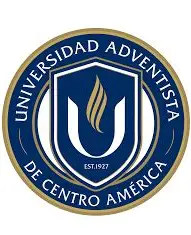 UNIVERSIDAD ADVENTISTA
U
EST.1927
DE CENTRO AMÉRICA